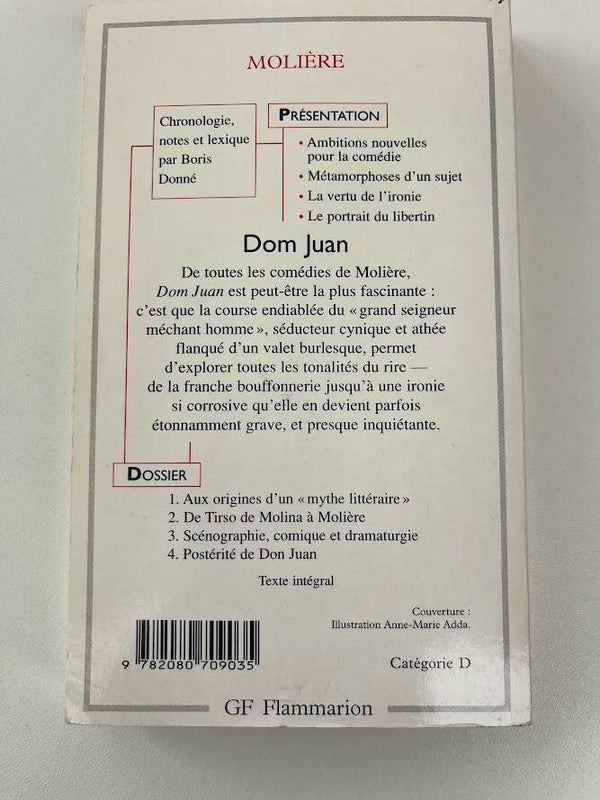 MOLIÈRE
Chronologie,
notes et lexique
par Boris
Donné
PRÉSENTATION
• Ambitions nouvelles
pour la comédie
• Métamorphoses d'un sujet
• La vertu de l'ironie
• Le portrait du libertin
Dom Juan
De toutes les comédies de Molière,
Dom Juan est peut-être la plus fascinante :
c'est que la course endiablée du « grand seigneur
méchant homme », séducteur cynique et athée
flanqué d'un valet burlesque, permet
d'explorer toutes les tonalités du rire —
de la franche bouffonnerie jusqu'à une ironie
si corrosive qu'elle en devient parfois
étonnamment grave, et presque inquiétante.
DOSSIER
1. Aux origines d'un « mythe littéraire »
2. De Tirso de Molina à Molière
3. Scénographie, comique et dramaturgie
4. Postérité de Don Juan
Texte intégral
Couverture :
Illustration Anne-Marie Adda.
9 782080 709035
Catégorie D
GF Flammarion